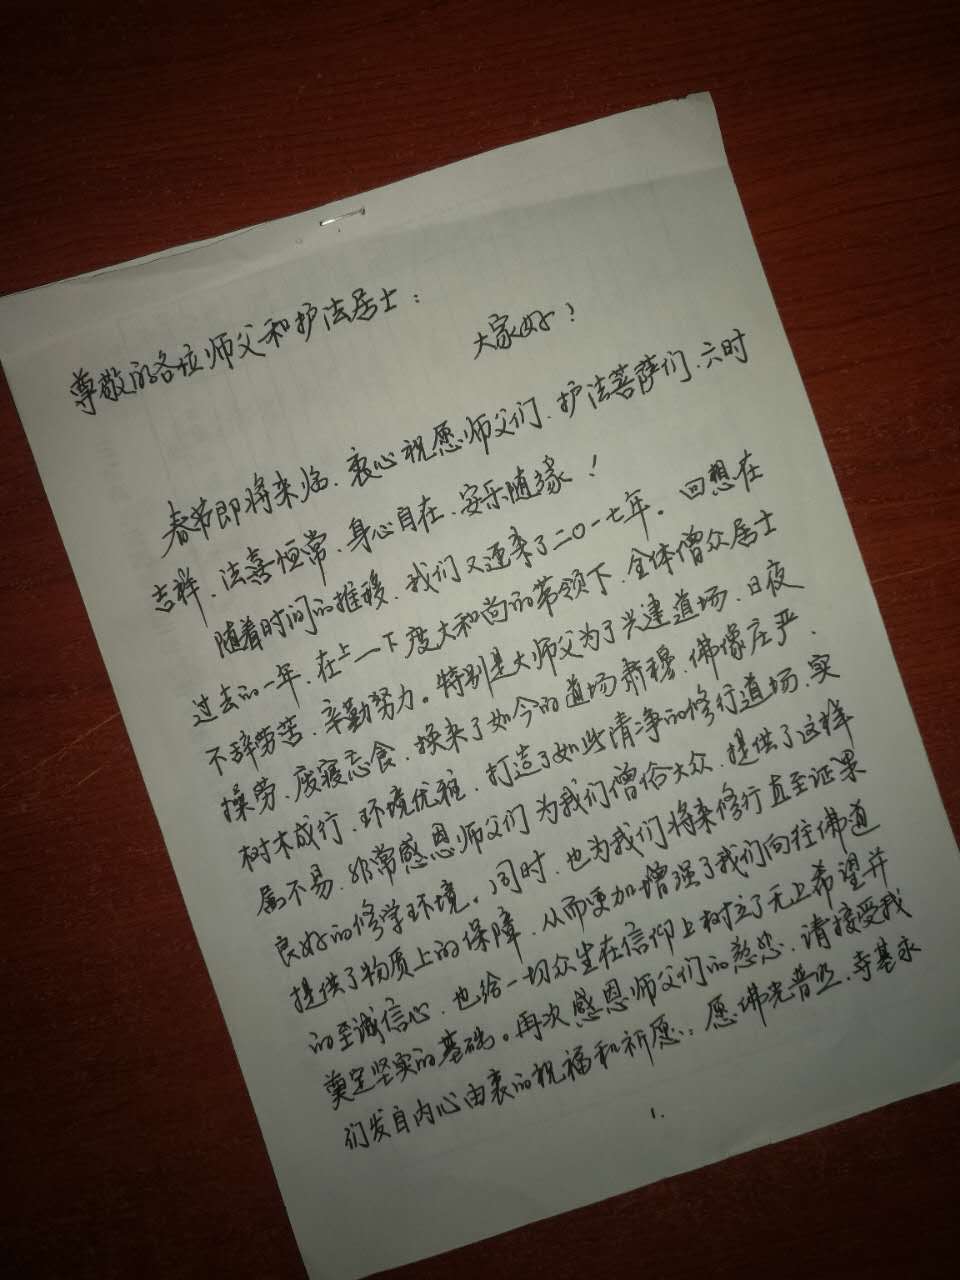 尊敬的各位师父和护法居士：
大家好！
春节即将来临、衷心祝愿师父们、护法菩萨们、六时
吉祥、法喜恒常、身心自在、安乐随缘！
随着时间的推移、我们又迎来了二〇一七年。回想在
过去的一年、在上一下度大和尚的带领下、全体僧众居士
不辞劳苦、辛勤努力。特别是大师父为了兴建道场、日夜
操劳、废寝忘食、换来了如今的道场肃穆、佛像庄严、
树木成行、环境优雅、打造了如此清净的修行道场、实
属不易、非常感恩师父们为我们僧俗大众、提供了这样
良好的修学环境。同时、也为我们将来修行直至证果
提供了物质上的保障、从而更加增强了我们向往佛道
的至诚信心、也给一切众生在信仰上树立了无上希望并
奠定坚实的基础。再次感恩师父们的慈悲、请接受我
们发自内心由衷的祝福和祈愿：愿佛光普照、寺基永
1.